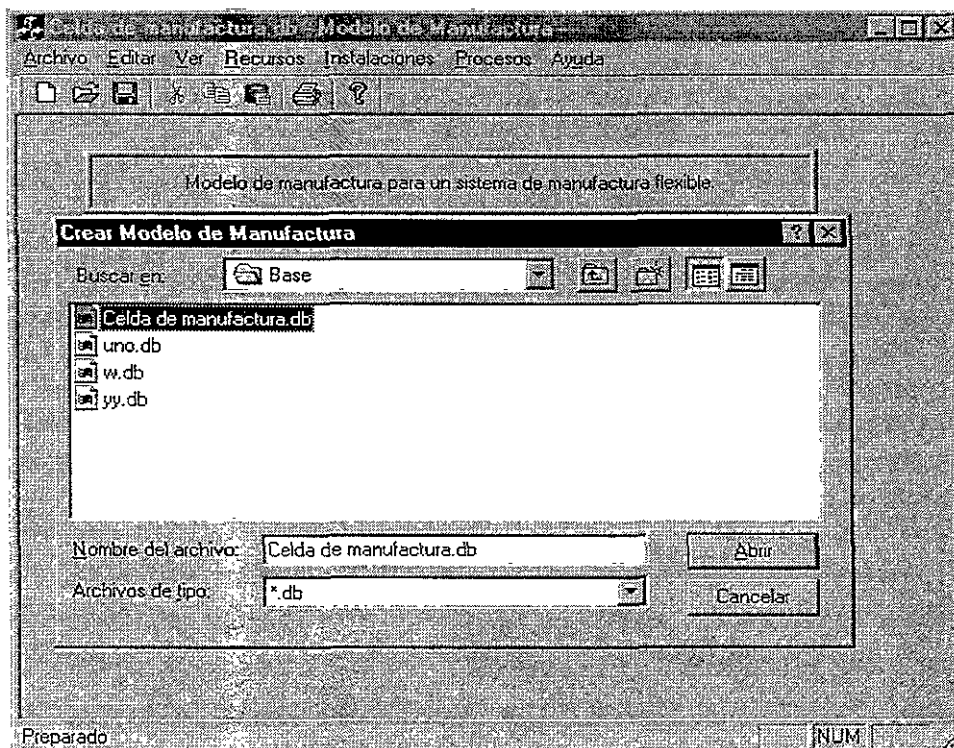 Celda de manufactura.db - Modelo de Manufactura
Archivo Editar Ver Recursos Instalaciones Procesos Ayuda
Modelo de manufactura para un sistema de manufactura flexible.
Crear Modelo de Manufactura
Buscar en: Base
Celda de manufactura.db
uno.db
w.db
yy.db
Nombre del archivo: Celda de manufactura.db Abrir
Archivos de tipo: *.db Cancelar
Preparado NUM